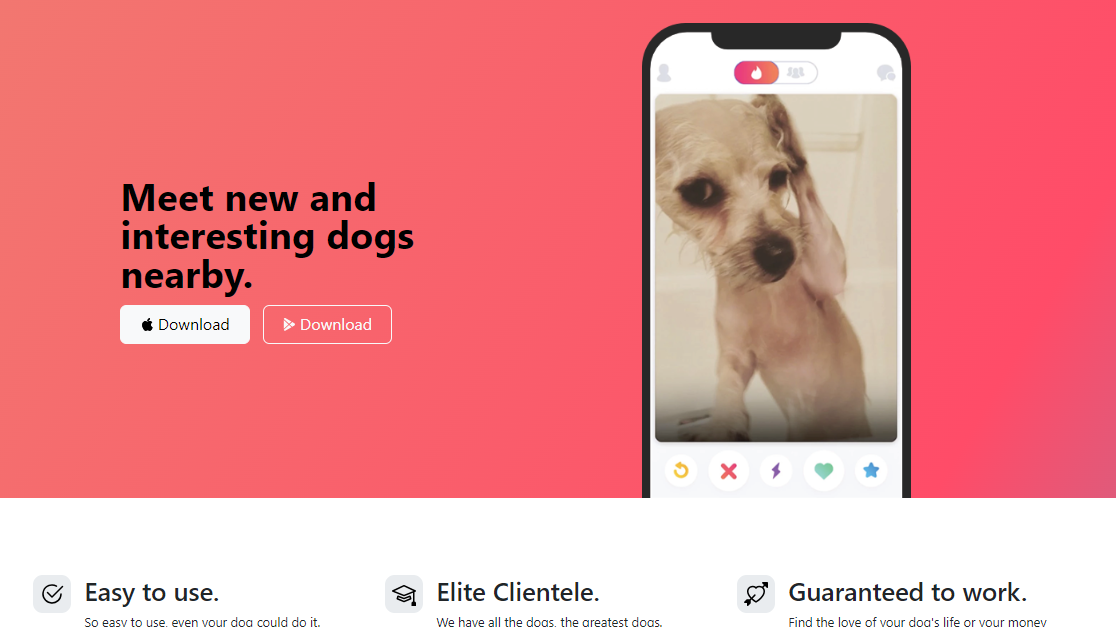 Meet new and
interesting dogs
nearby.
Download
Download
Easy to use.
So easy to use, even your dog could do it.
Elite Clientele.
We have all the dogs, the greatest dogs.
Guaranteed to work.
Find the love of your dog's life or your money